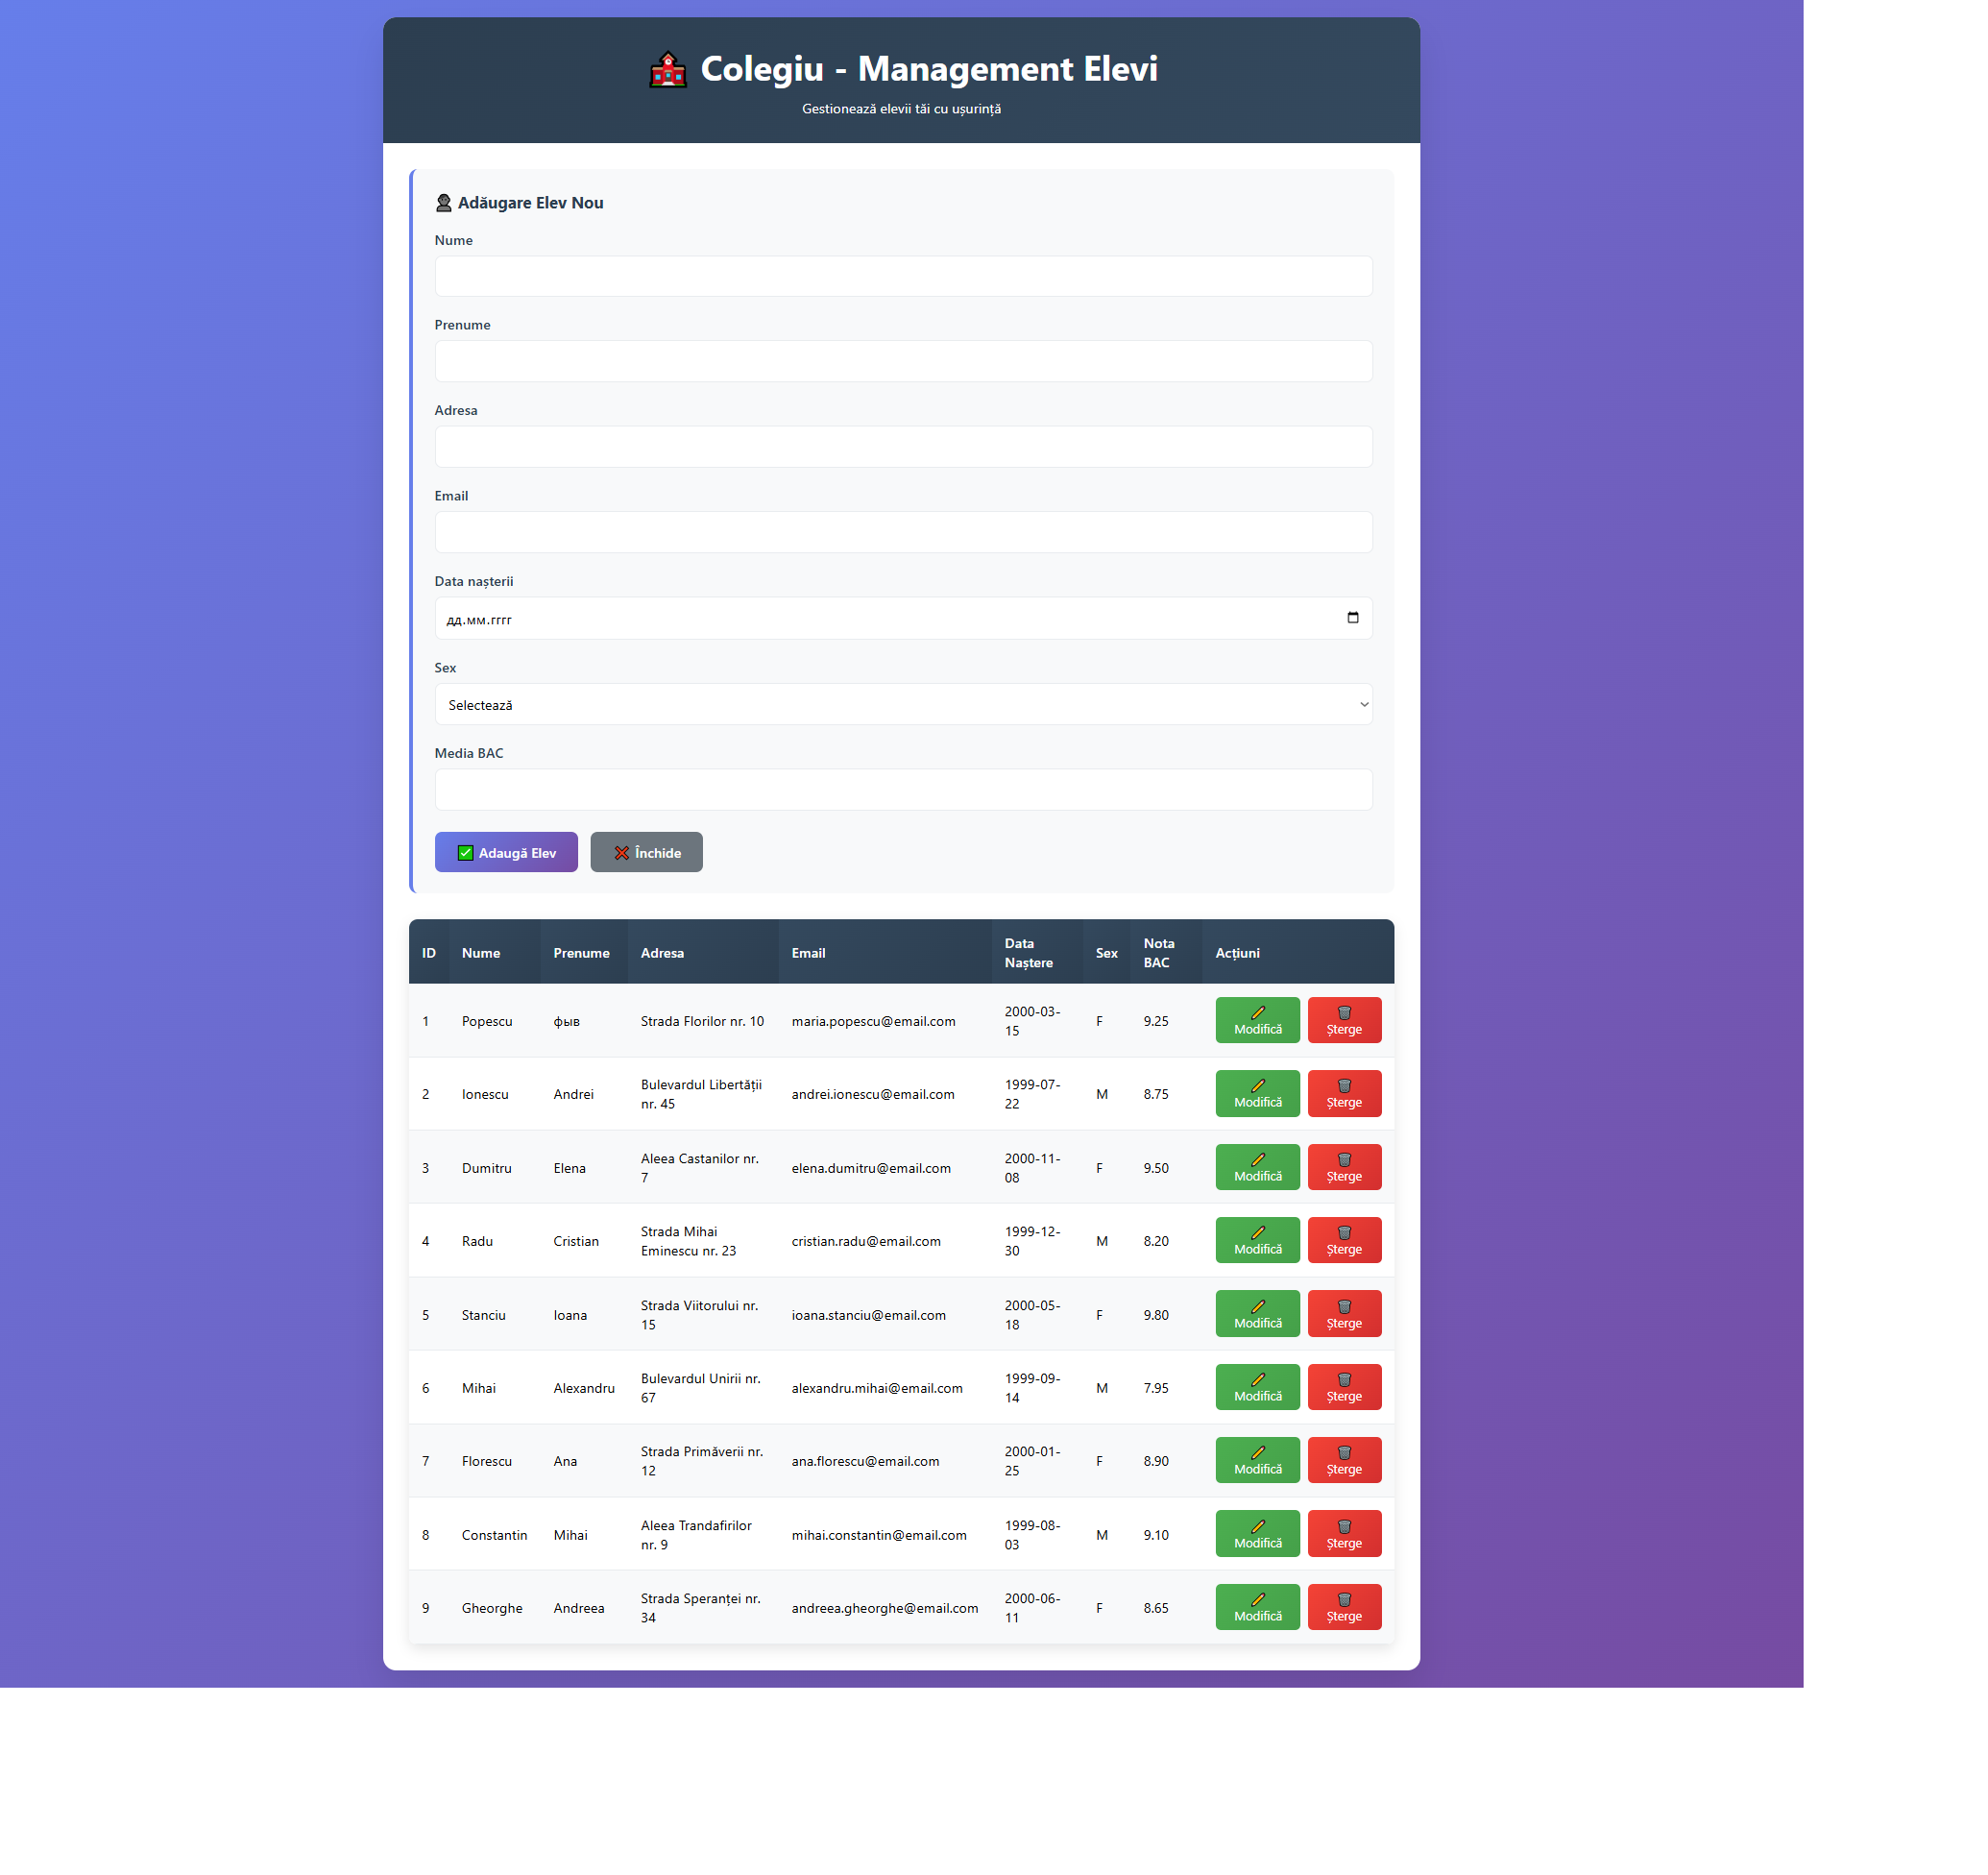 Colegiu - Management Elevi
Gestionează elevii tăi cu ușurință
Adăugare Elev Nou
Nume
Prenume
Adresa
Email
Data nașterii
дд.мм.гггг
Sex
Selectează
Media BAC
Adaugă Elev
Închide
ID Nume Prenume Adresa Email Data Naștere Sex Nota BAC Acțiuni
1 Popescu фыв Strada Florilor nr. 10 maria.popescu@email.com 2000-03-15 F 9.25 Modifică Șterge
2 Ionescu Andrei Bulevardul Libertății nr. 45 andrei.ionescu@email.com 1999-07-22 M 8.75 Modifică Șterge
3 Dumitru Elena Aleea Castanilor nr. 7 elena.dumitru@email.com 2000-11-08 F 9.50 Modifică Șterge
4 Radu Cristian Strada Mihai Eminescu nr. 23 cristian.radu@email.com 1999-12-30 M 8.20 Modifică Șterge
5 Stanciu Ioana Strada Viitorului nr. 15 ioana.stanciu@email.com 2000-05-18 F 9.80 Modifică Șterge
6 Mihai Alexandru Bulevardul Unirii nr. 67 alexandru.mihai@email.com 1999-09-14 M 7.95 Modifică Șterge
7 Florescu Ana Strada Primăverii nr. 12 ana.florescu@email.com 2000-01-25 F 8.90 Modifică Șterge
8 Constantin Mihai Aleea Trandafirilor nr. 9 mihai.constantin@email.com 1999-08-03 M 9.10 Modifică Șterge
9 Gheorghe Andreea Strada Speranței nr. 34 andreea.gheorghe@email.com 2000-06-11 F 8.65 Modifică Șterge